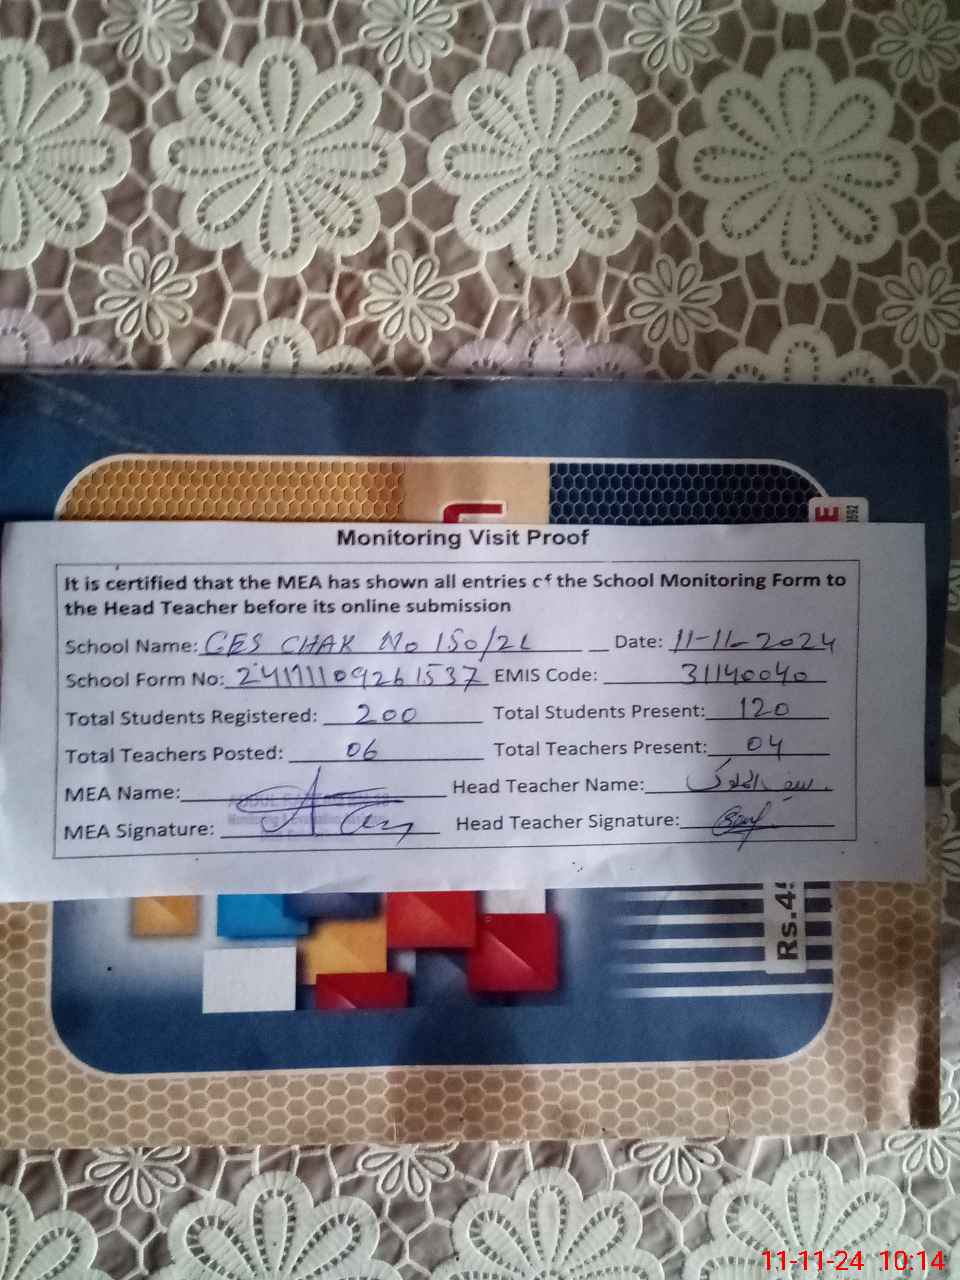 Monitoring Visit Proof
It is certified that the MEA has shown all entries of the School Monitoring Form to
the Head Teacher before its online submission
School Name: GES CHAK No 150/2L Date: 11-11-2024
School Form No: EMIS Code: 31140040
Total Students Registered: 200 Total Students Present: 120
Total Teachers Posted: 06 Total Teachers Present: 04
MEA Name: Head Teacher Name:
MEA Signature: Head Teacher Signature:
Rs.45
11-11-24 10:14